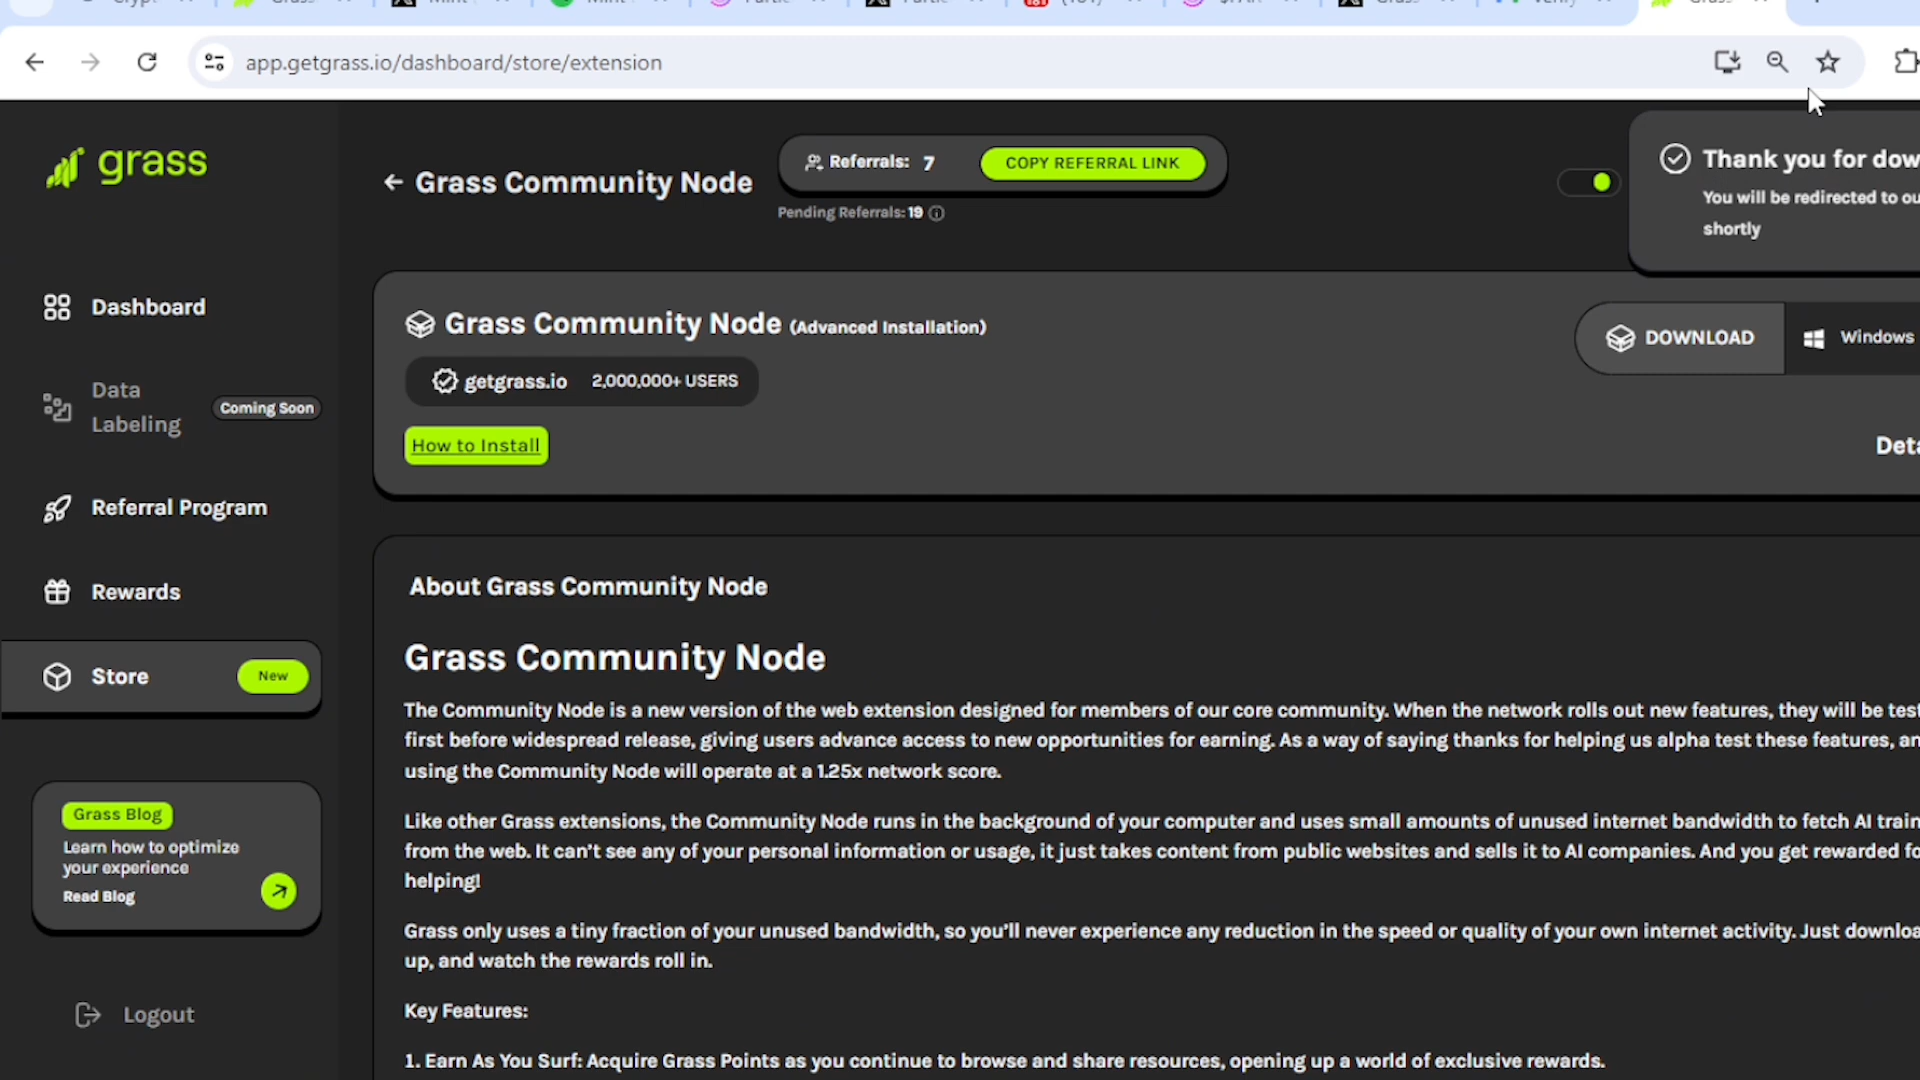 app.getgrass.io/dashboard/store/extension
grass
Grass Community Node
Referrals: 7
COPY REFERRAL LINK
Pending Referrals: 19
Thank you for dow
You will be redirected to ou
shortly
Dashboard
Data
Labeling
Coming Soon
Referral Program
Rewards
Store
New
Grass Blog
Learn how to optimize
your experience
Read Blog
Logout
Grass Community Node (Advanced Installation)
getgrass.io 2,000,000+ USERS
How to Install
DOWNLOAD
Windows
Deta
About Grass Community Node
Grass Community Node
The Community Node is a new version of the web extension designed for members of our core community. When the network rolls out new features, they will be test
first before widespread release, giving users advance access to new opportunities for earning. As a way of saying thanks for helping us alpha test these features, an
using the Community Node will operate at a 1.25x network score.
Like other Grass extensions, the Community Node runs in the background of your computer and uses small amounts of unused internet bandwidth to fetch AI train
from the web. It can't see any of your personal information or usage, it just takes content from public websites and sells it to AI companies. And you get rewarded fo
helping!
Grass only uses a tiny fraction of your unused bandwidth, so you'll never experience any reduction in the speed or quality of your own internet activity. Just downloa
up, and watch the rewards roll in.
Key Features:
1. Earn As You Surf: Acquire Grass Points as you continue to browse and share resources, opening up a world of exclusive rewards.